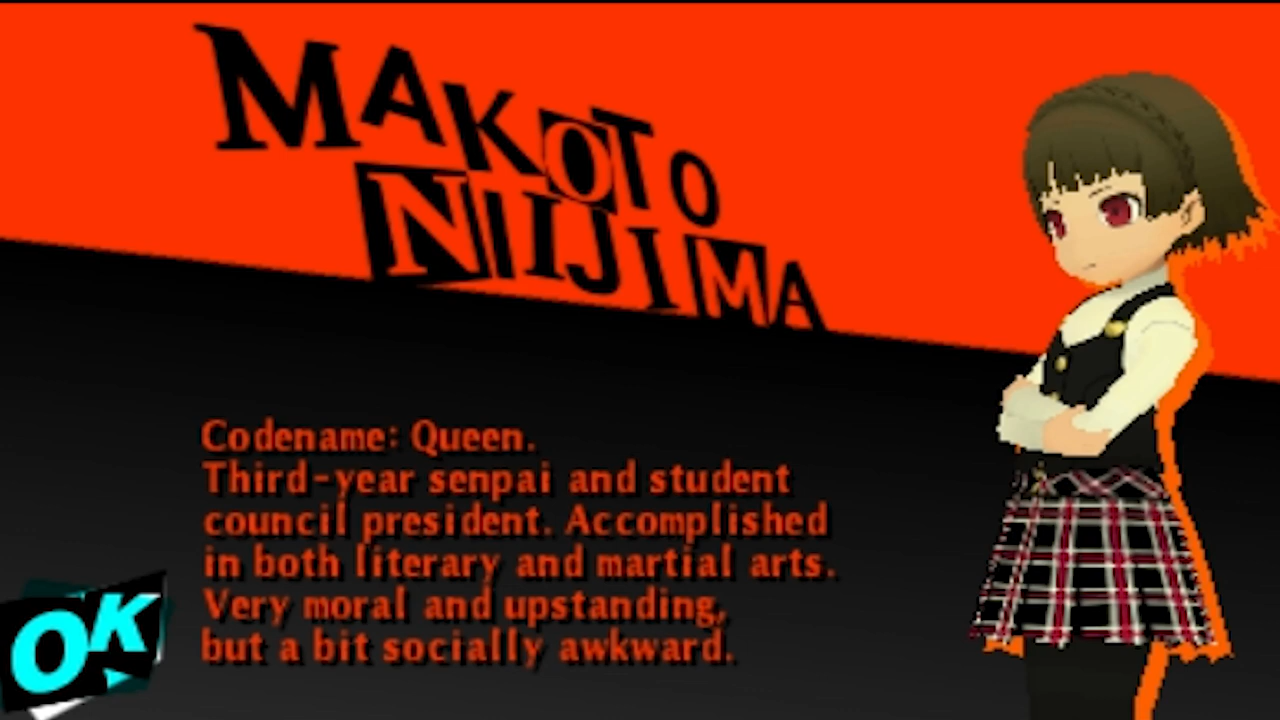 MAKOTO
NIIJIMA
Codename: Queen.
Third-year senpai and student
council president. Accomplished
in both literary and martial arts.
Very moral and upstanding,
but a bit socially awkward.
OK